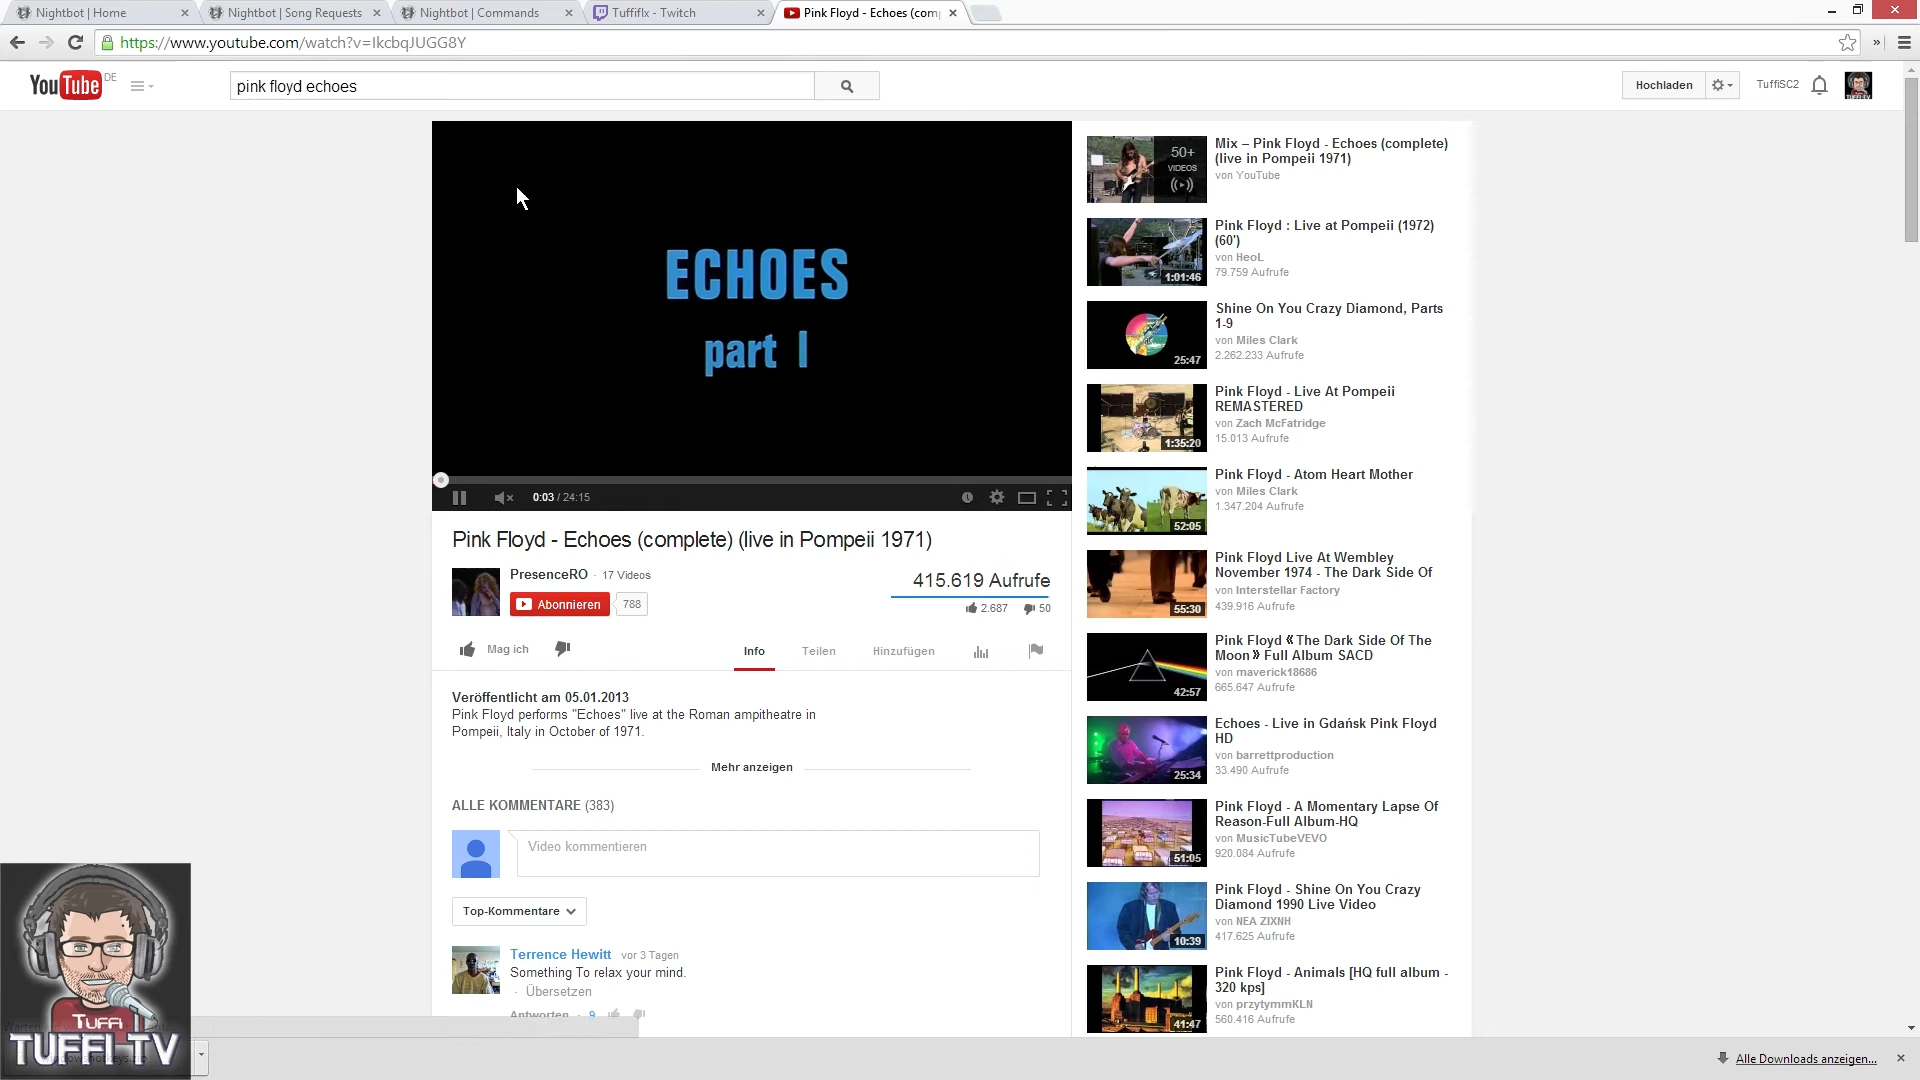 Nightbot | Home
Nightbot | Song Requests
Nightbot | Commands
Tuffiflx - Twitch
Pink Floyd - Echoes (com
https://www.youtube.com/watch?v=IkcbqJUGG8Y
YouTube DE
pink floyd echoes
Hochladen
TuffiSC2
ECHOES
part I
0:03 / 24:15
Pink Floyd - Echoes (complete) (live in Pompeii 1971)
PresenceRO · 17 Videos
Abonnieren 788
415.619 Aufrufe
2.687 50
Mag ich
Info
Teilen
Hinzufügen
Veröffentlicht am 05.01.2013
Pink Floyd performs "Echoes" live at the Roman ampitheatre in
Pompeii, Italy in October of 1971.
Mehr anzeigen
ALLE KOMMENTARE (383)
Video kommentieren
Top-Kommentare
Terrence Hewitt vor 3 Tagen
Something To relax your mind.
· Übersetzen
Antworten · 9
50+
VIDEOS
Mix – Pink Floyd - Echoes (complete)
(live in Pompeii 1971)
von YouTube
Pink Floyd : Live at Pompeii (1972)
(60')
von HeoL
79.759 Aufrufe
1:01:46
Shine On You Crazy Diamond, Parts
1-9
von Miles Clark
2.262.233 Aufrufe
25:47
Pink Floyd - Live At Pompeii
REMASTERED
von Zach McFatridge
15.013 Aufrufe
1:35:20
Pink Floyd - Atom Heart Mother
von Miles Clark
1.347.204 Aufrufe
52:05
Pink Floyd Live At Wembley
November 1974 - The Dark Side Of
von Interstellar Factory
439.916 Aufrufe
55:30
Pink Floyd《The Dark Side Of The
Moon》Full Album SACD
von maverick18686
665.647 Aufrufe
42:57
Echoes - Live in Gdańsk Pink Floyd
HD
von barrettproduction
33.490 Aufrufe
25:34
Pink Floyd - A Momentary Lapse Of
Reason-Full Album-HQ
von MusicTubeVEVO
920.084 Aufrufe
51:05
Pink Floyd - Shine On You Crazy
Diamond 1990 Live Video
von NEA ZIXNH
417.625 Aufrufe
10:39
Pink Floyd - Animals [HQ full album -
320 kps]
von przytymmKLN
560.416 Aufrufe
41:47
TUFFI
TUFFI TV
Alle Downloads anzeigen...